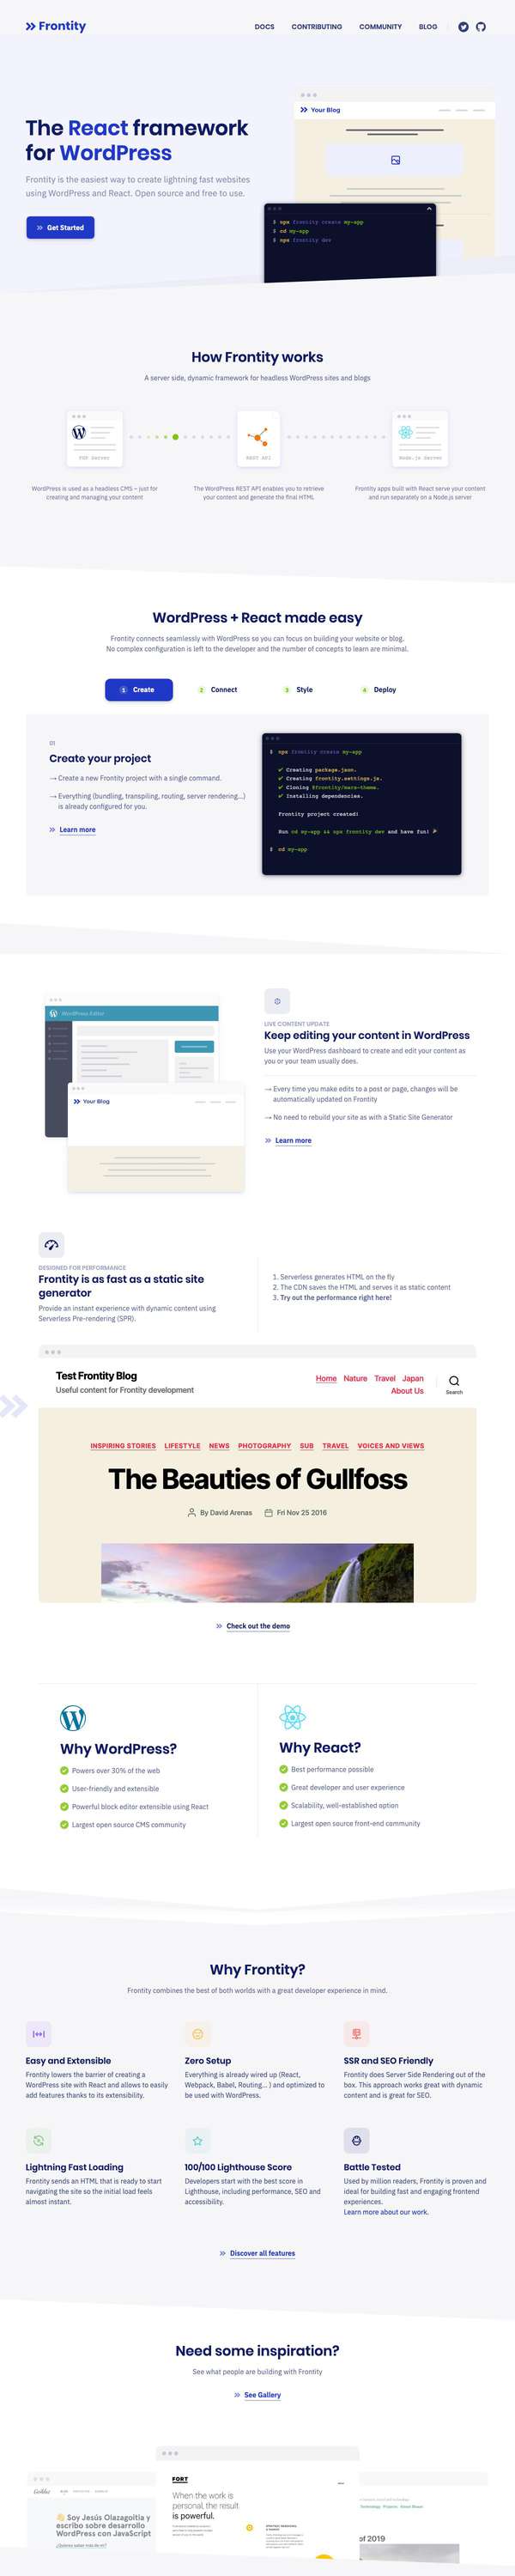 Frontity
DOCS CONTRIBUTING COMMUNITY BLOG
The React framework
for WordPress
Frontity is the easiest way to create lightning fast websites
using WordPress and React. Open source and free to use.
Get Started
Your Blog
$ npx frontity create my-app
$ cd my-app
$ npx frontity dev
How Frontity works
A server side, dynamic framework for headless WordPress sites and blogs
PHP Server
REST API
Node.js Server
WordPress is used as a headless CMS – just for
creating and managing your content
The WordPress REST API enables you to retrieve
your content and generate the final HTML
Frontity apps built with React serve your content
and run separately on a Node.js server
WordPress + React made easy
Frontity connects seamlessly with WordPress so you can focus on building your website or blog.
No complex configuration is left to the developer and the number of concepts to learn are minimal.
1 Create
2 Connect
3 Style
4 Deploy
01
Create your project
→ Create a new Frontity project with a single command.
→ Everything (bundling, transpiling, routing, server rendering...)
is already configured for you.
Learn more
$ npx frontity create my-app
✔ Creating package.json.
✔ Creating frontity.settings.js.
✔ Cloning @frontity/mars-theme.
✔ Installing dependencies.
Frontity project created!
Run cd my-app && npx frontity dev and have fun! 🎉
$ cd my-app
WordPress Editor
Your Blog
LIVE CONTENT UPDATE
Keep editing your content in WordPress
Use your WordPress dashboard to create and edit your content as
you or your team usually does.
→ Every time you make edits to a post or page, changes will be
automatically updated on Frontity
→ No need to rebuild your site as with a Static Site Generator
Learn more
DESIGNED FOR PERFORMANCE
Frontity is as fast as a static site
generator
Provide an instant experience with dynamic content using
Serverless Pre-rendering (SPR).
1. Serverless generates HTML on the fly
2. The CDN saves the HTML and serves it as static content
3. Try out the performance right here!
Test Frontity Blog
Useful content for Frontity development
Home Nature Travel Japan
About Us
Search
INSPIRING STORIES LIFESTYLE NEWS PHOTOGRAPHY SUB TRAVEL VOICES AND VIEWS
The Beauties of Gullfoss
By David Arenas Fri Nov 25 2016
Check out the demo
Why WordPress?
Powers over 30% of the web
User-friendly and extensible
Powerful block editor extensible using React
Largest open source CMS community
Why React?
Best performance possible
Great developer and user experience
Scalability, well-established option
Largest open source front-end community
Why Frontity?
Frontity combines the best of both worlds with a great developer experience in mind.
Easy and Extensible
Frontity lowers the barrier of creating a
WordPress site with React and allows to easily
add features thanks to its extensibility.
Zero Setup
Everything is already wired up (React,
Webpack, Babel, Routing... ) and optimized to
be used with WordPress.
SSR and SEO Friendly
Frontity does Server Side Rendering out of the
box. This approach works great with dynamic
content and is great for SEO.
Lightning Fast Loading
Frontity sends an HTML that is ready to start
navigating the site so the initial load feels
almost instant.
100/100 Lighthouse Score
Developers start with the best score in
Lighthouse, including performance, SEO and
accessibility.
Battle Tested
Used by million readers, Frontity is proven and
ideal for building fast and engaging frontend
experiences.
Learn more about our work.
Discover all features
Need some inspiration?
See what people are building with Frontity
See Gallery
👋 Soy Jesús Olazagoitia y
escribo sobre desarrollo
WordPress con JavaScript
¿Quieres saber más de mí?
FORT
When the work is
personal, the result
is powerful.
of 2019